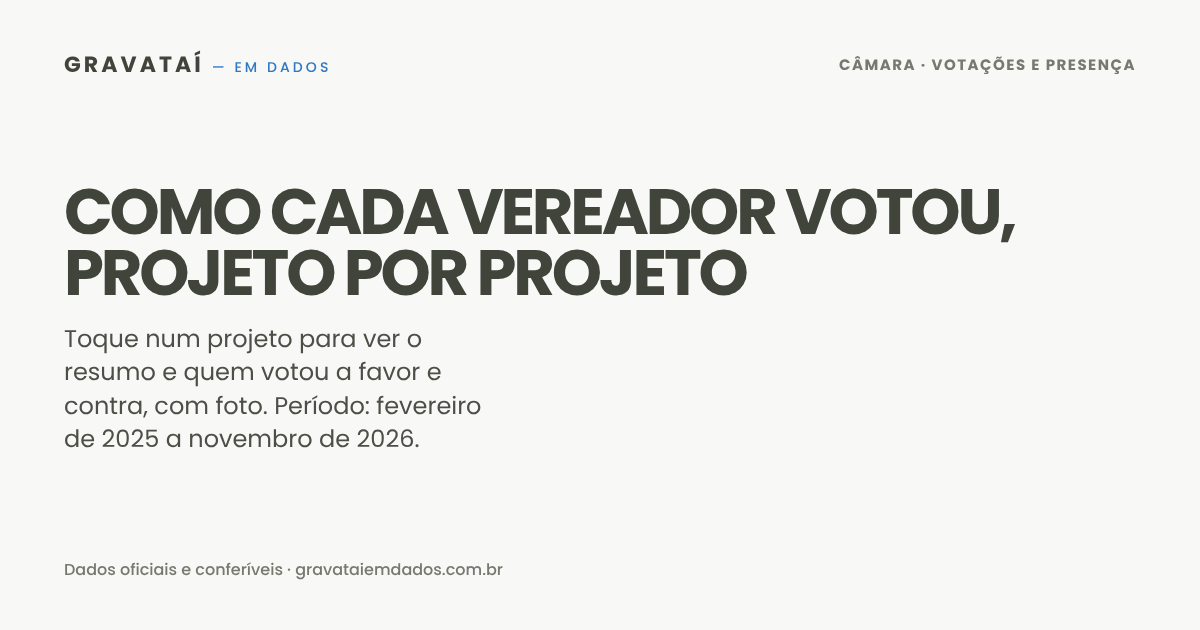 GRAVATAÍ — EM DADOS
CÂMARA · VOTAÇÕES E PRESENÇA
COMO CADA VEREADOR VOTOU,
PROJETO POR PROJETO
Toque num projeto para ver o
resumo e quem votou a favor e
contra, com foto. Período: fevereiro
de 2025 a novembro de 2026.
Dados oficiais e conferíveis · gravataiemdados.com.br